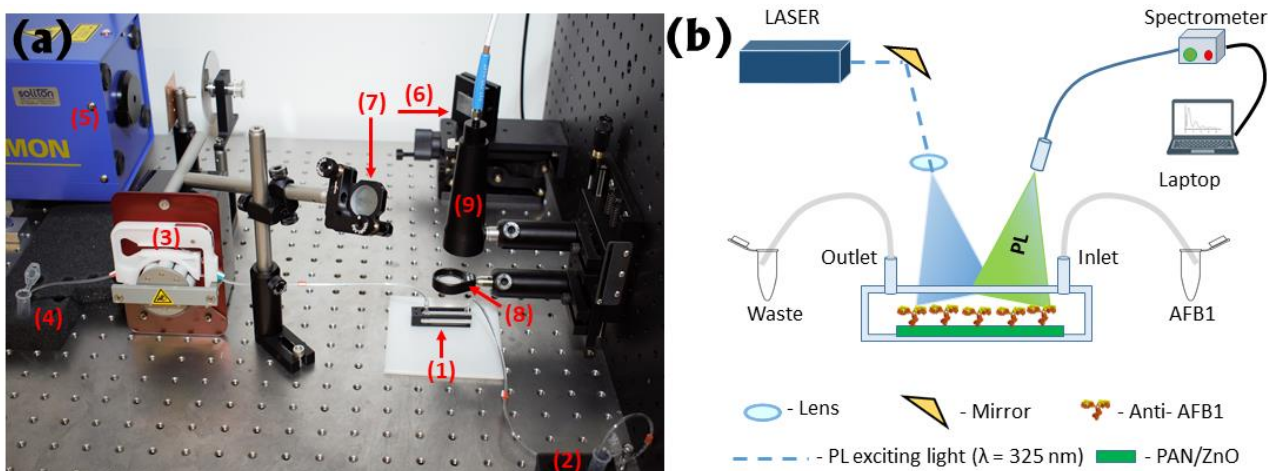 (a)
solliton
MON
(5)
(7)
(6)
(3)
(9)
(4)
(8)
(1)
(2)
(b)
LASER
Spectrometer
Laptop
PL
Outlet
Inlet
Waste
AFB1
- Lens
- Mirror
- Anti- AFB1
- PL exciting light (λ = 325 nm)
- PAN/ZnO